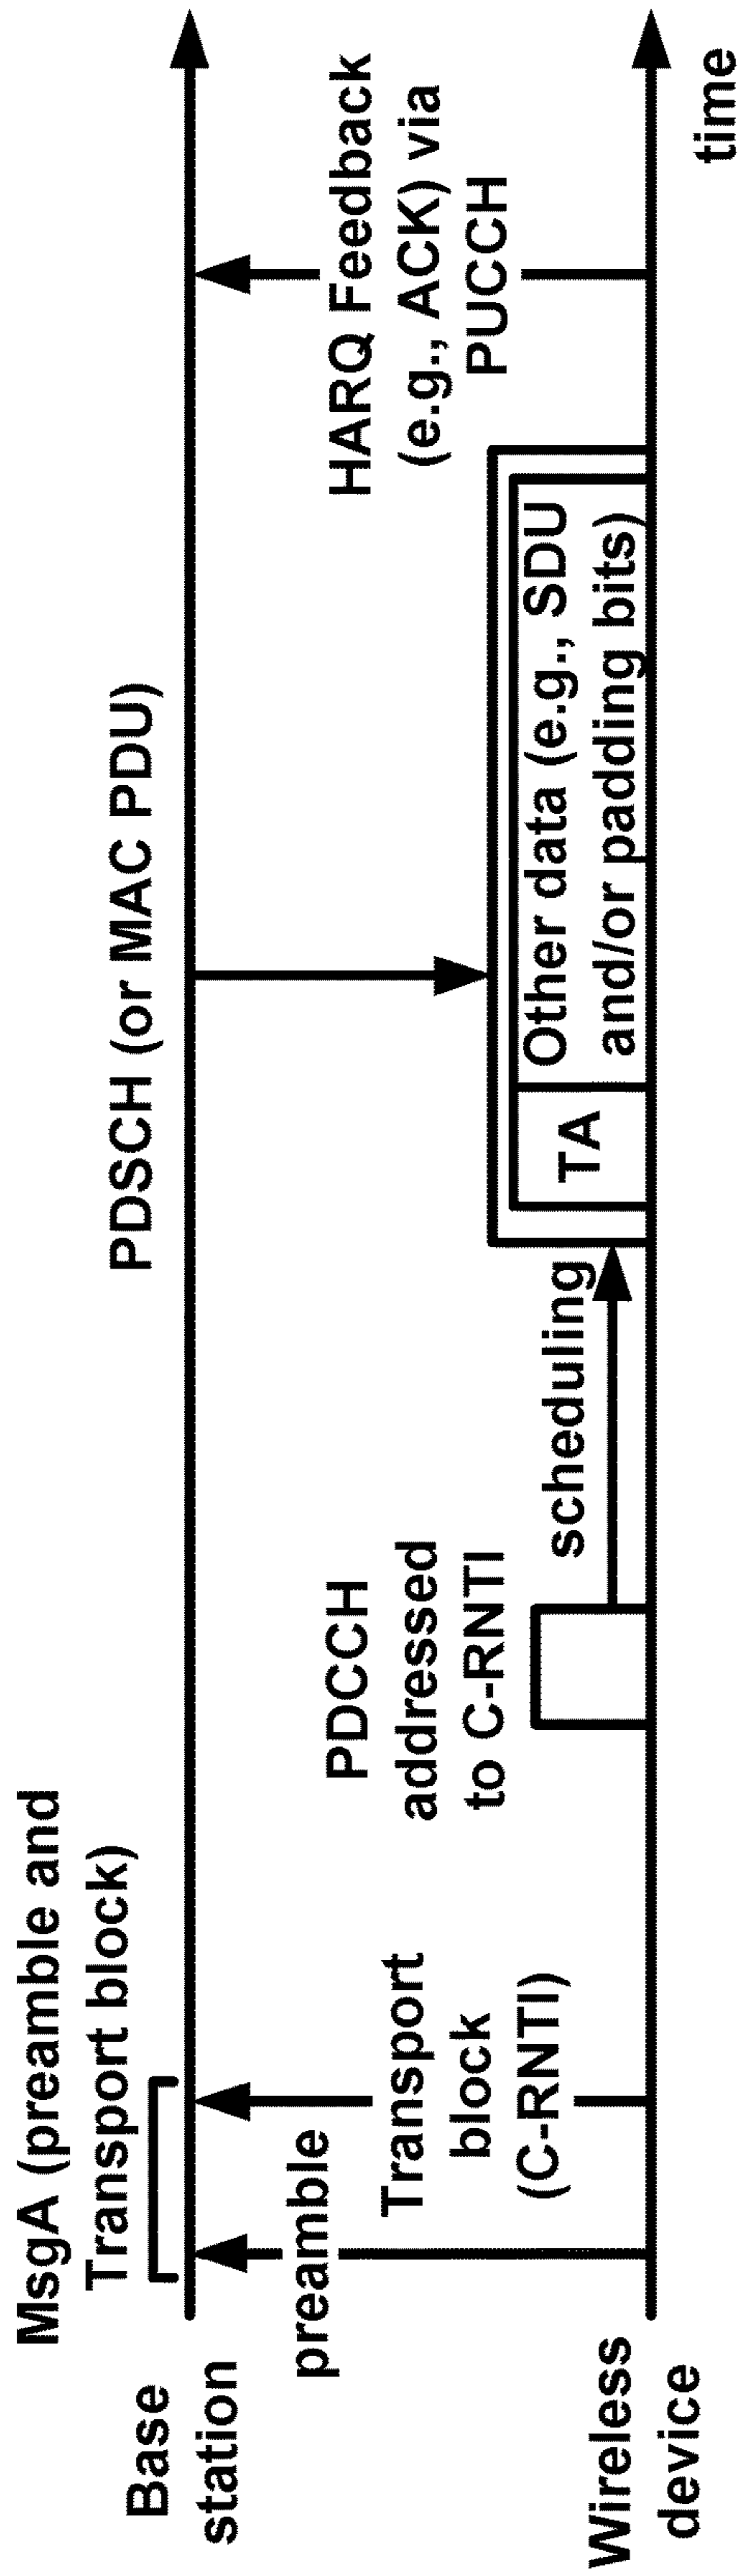 MsgA (preamble and
Transport block)
PDSCH (or MAC PDU)
Base
station
preamble
Transport
block
(C-RNTI)
PDCCH
addressed
to C-RNTI
scheduling
TA
Other data (e.g., SDU
and/or padding bits)
HARQ Feedback
(e.g., ACK) via
PUCCH
Wireless
device
time